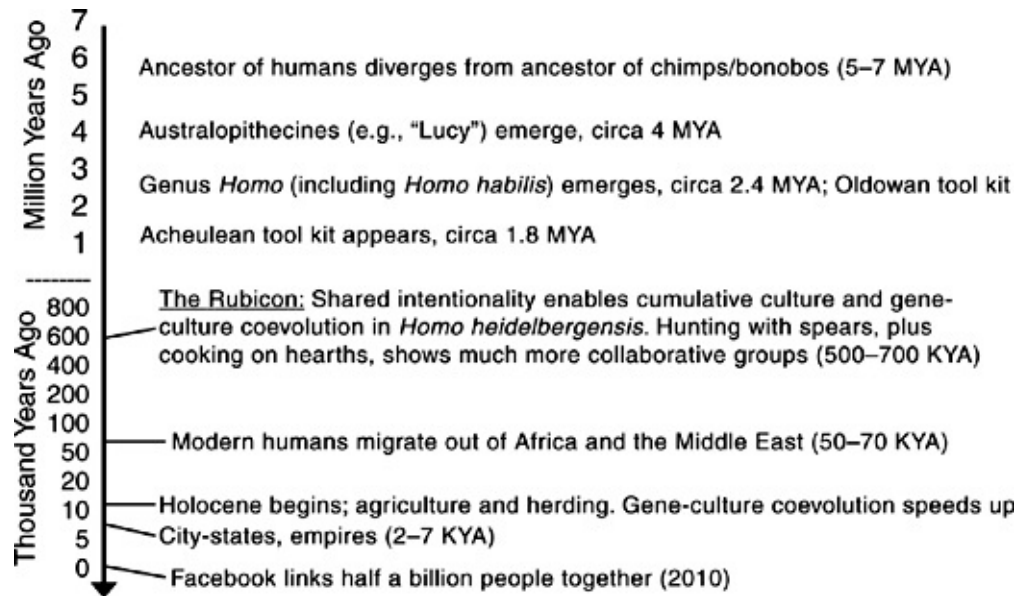 Million Years Ago
7
6
5
4
3
2
1
Ancestor of humans diverges from ancestor of chimps/bonobos (5–7 MYA)
Australopithecines (e.g., “Lucy”) emerge, circa 4 MYA
Genus Homo (including Homo habilis) emerges, circa 2.4 MYA; Oldowan tool kit
Acheulean tool kit appears, circa 1.8 MYA
Thousand Years Ago
800
600
400
200
100
50
20
10
5
0
The Rubicon: Shared intentionality enables cumulative culture and gene-
culture coevolution in Homo heidelbergensis. Hunting with spears, plus
cooking on hearths, shows much more collaborative groups (500–700 KYA)
Modern humans migrate out of Africa and the Middle East (50–70 KYA)
Holocene begins; agriculture and herding. Gene-culture coevolution speeds up
City-states, empires (2–7 KYA)
Facebook links half a billion people together (2010)